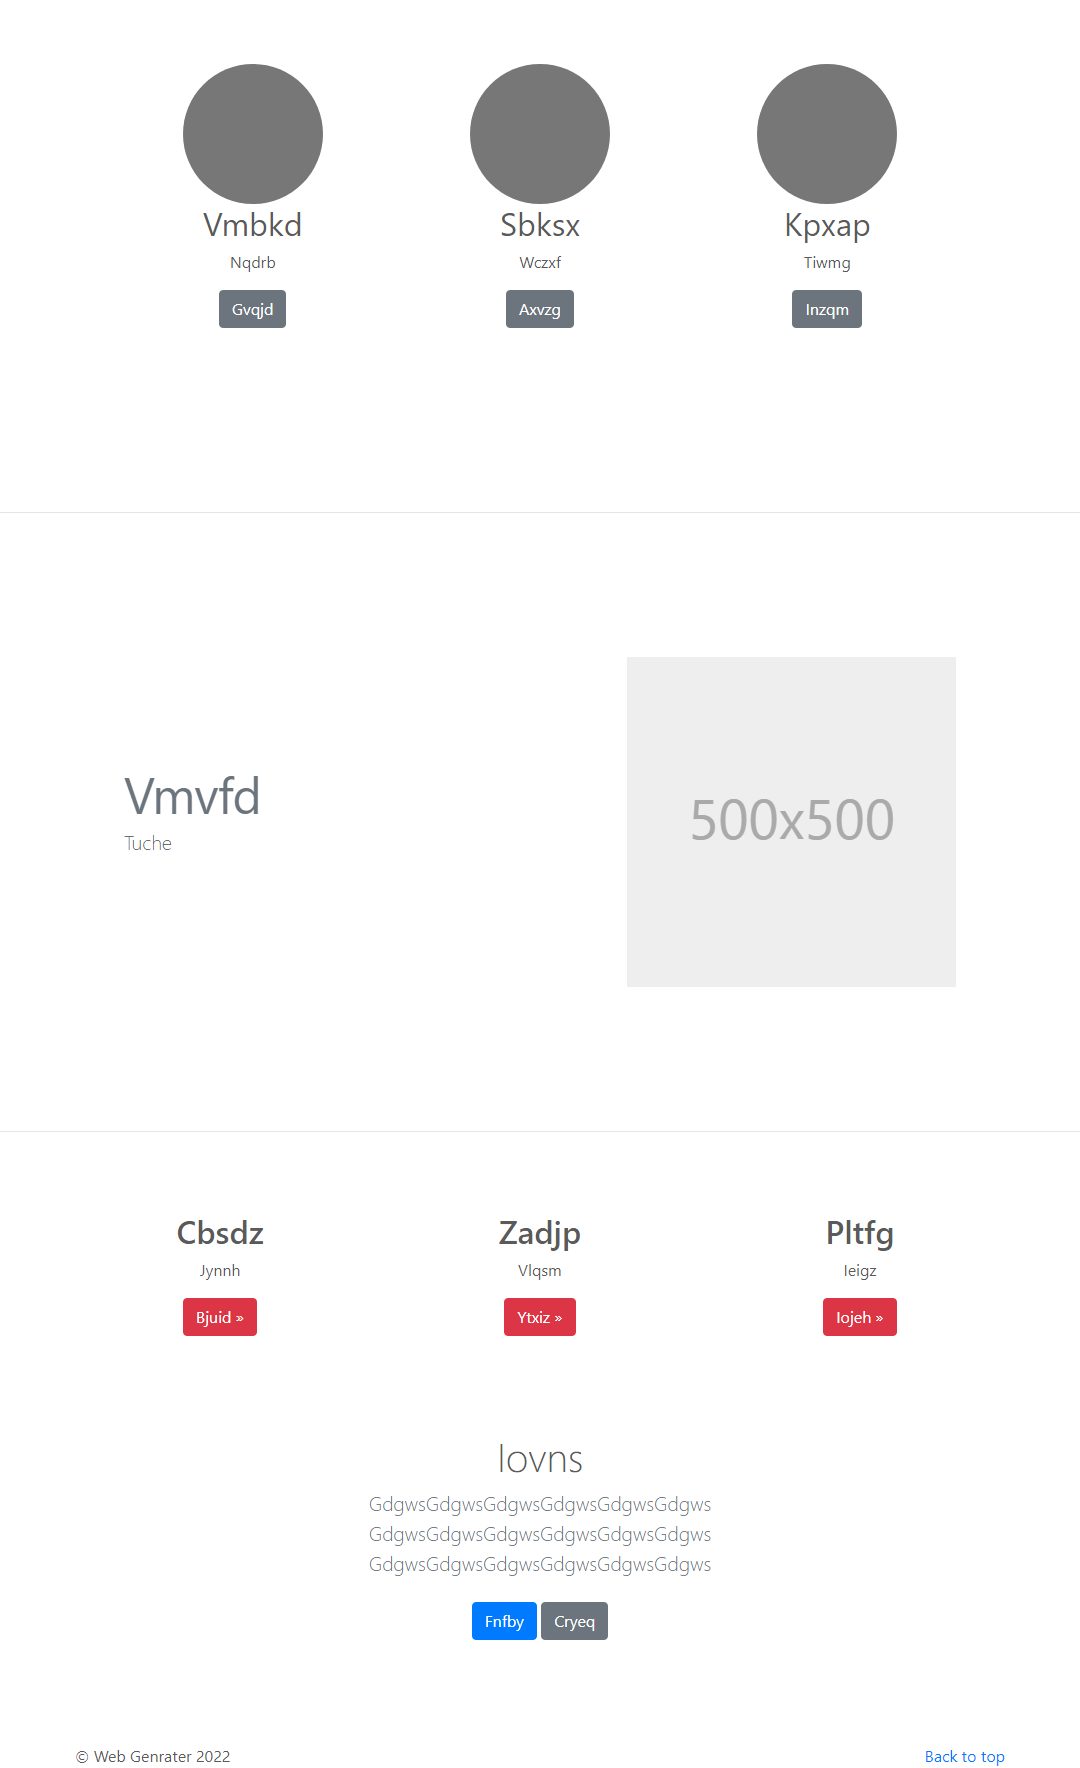 Vmbkd
Sbksx
Kpxap
Nqdrb
Wczxf
Tiwmg
Gvqjd
Axvzg
Inzqm
Vmvfd
Tuche
500x500
Cbsdz
Zadjp
Pltfg
Jynnh
Vlqsm
Ieigz
Bjuid »
Ytxiz »
Iojeh »
Iovns
GdgwsGdgwsGdgwsGdgwsGdgwsGdgws
GdgwsGdgwsGdgwsGdgwsGdgwsGdgws
GdgwsGdgwsGdgwsGdgwsGdgwsGdgws
Fnfby
Cryeq
© Web Genrater 2022
Back to top